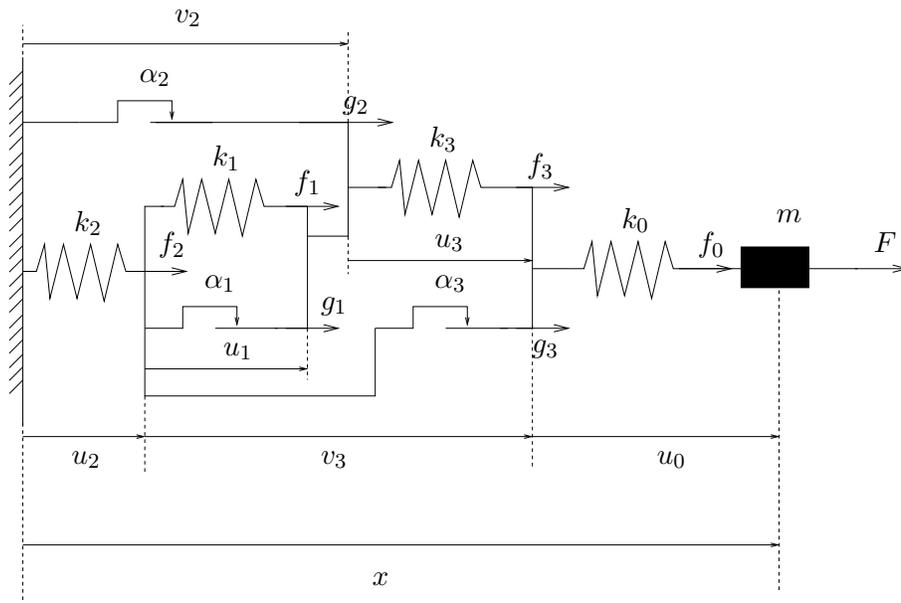 v₂
α₂
g₂
k₁
k₃
f₁
f₃
k₂
f₂
u₃
k₀
m
f₀
F
α₁
α₃
g₁
g₃
u₁
u₂
v₃
u₀
x